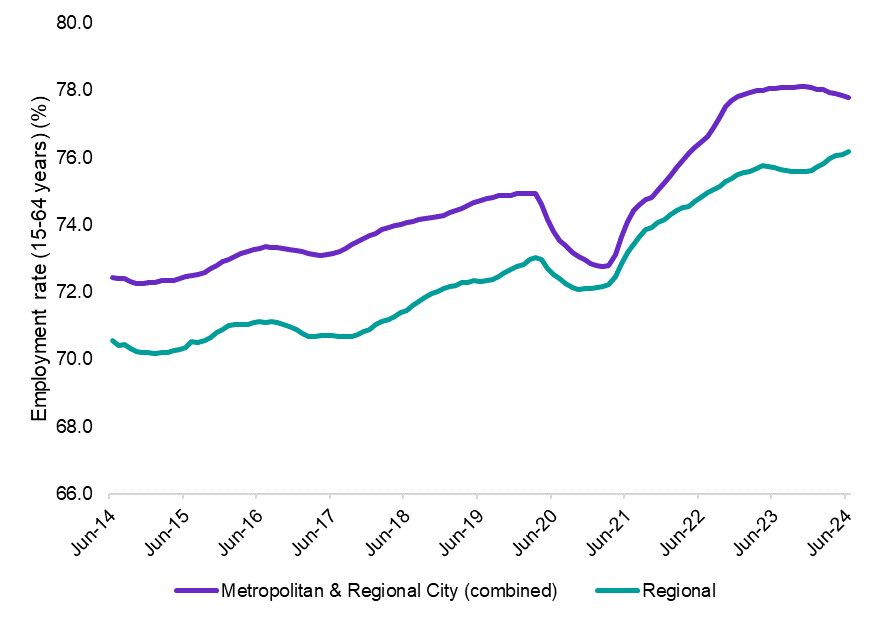 Employment rate (15-64 years) (%)
80.0
78.0
76.0
74.0
72.0
70.0
68.0
66.0
Jun-14
Jun-15
Jun-16
Jun-17
Jun-18
Jun-19
Jun-20
Jun-21
Jun-22
Jun-23
Jun-24
Metropolitan & Regional City (combined)
Regional